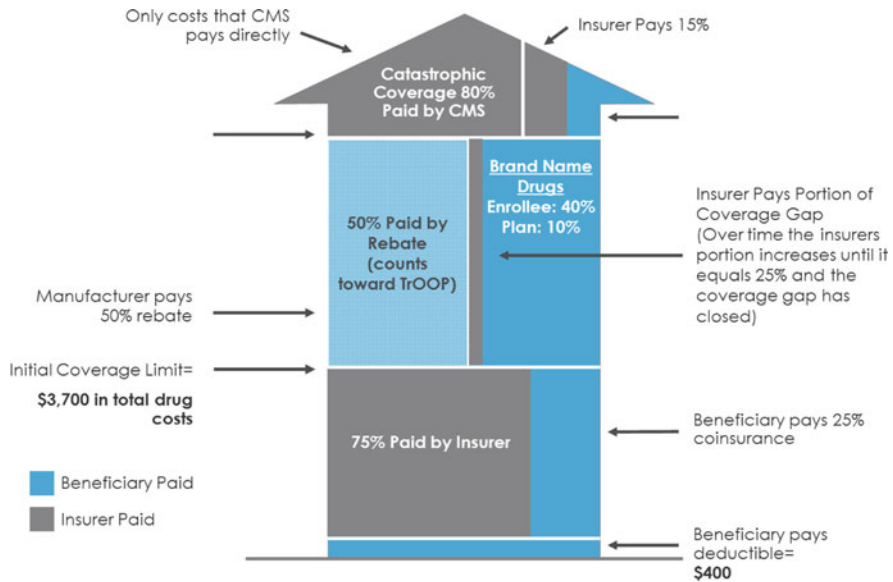 Only costs that CMS
pays directly
Insurer Pays 15%
Catastrophic
Coverage 80%
Paid by CMS
Brand Name
Drugs
Enrollee: 40%
Plan: 10%
50% Paid by
Rebate
(counts
toward TrOOP)
Insurer Pays Portion of
Coverage Gap
(Over time the insurers
portion increases until it
equals 25% and the
coverage gap has
closed)
Manufacturer pays
50% rebate
Initial Coverage Limit=
$3,700 in total drug
costs
75% Paid by Insurer
Beneficiary pays 25%
coinsurance
Beneficiary Paid
Insurer Paid
Beneficiary pays
deductible=
$400